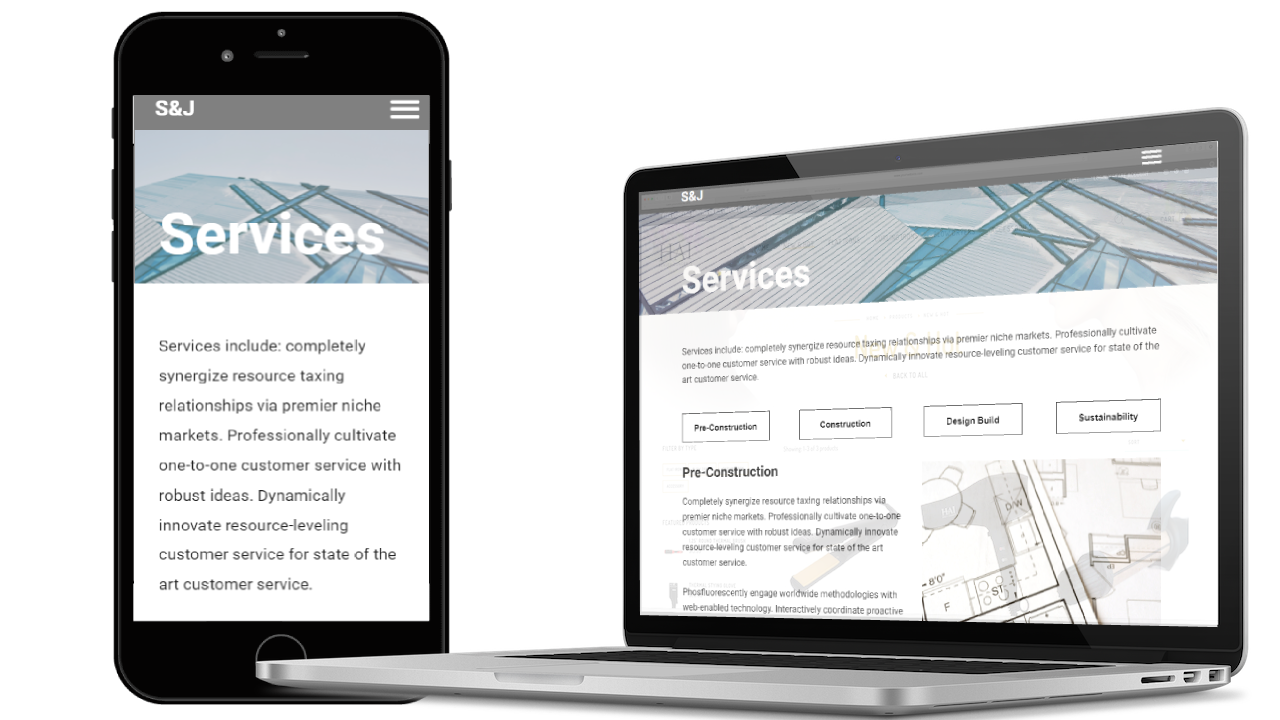 S&J
Services
Services include: completely
synergize resource taxing
relationships via premier niche
markets. Professionally cultivate
one-to-one customer service with
robust ideas. Dynamically
innovate resource-leveling
customer service for state of the
art customer service.
S&J
Services
Services include: completely synergize resource taxing relationships via premier niche markets. Professionally cultivate
one-to-one customer service with robust ideas. Dynamically innovate resource-leveling customer service for state of the
art customer service.
BACK TO ALL
Pre-Construction
Construction
Design Build
Sustainability
Pre-Construction
Completely synergize resource taxing relationships via
premier niche markets. Professionally cultivate one-to-one
customer service with robust ideas. Dynamically innovate
resource-leveling customer service for state of the art
customer service.
Phosfluorescently engage worldwide methodologies with
web-enabled technology. Interactively coordinate proactive
D/W
8'0"
F
ST